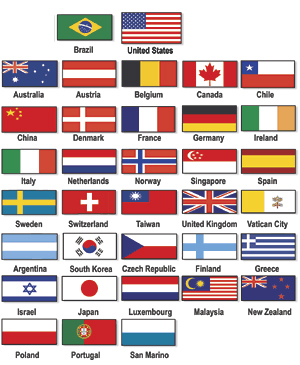 Brazil United States
Australia Austria Belgium Canada Chile
China Denmark France Germany Ireland
Italy Netherlands Norway Singapore Spain
Sweden Switzerland Taiwan United Kingdom Vatican City
Argentina South Korea Czech Republic Finland Greece
Israel Japan Luxembourg Malaysia New Zealand
Poland Portugal San Marino